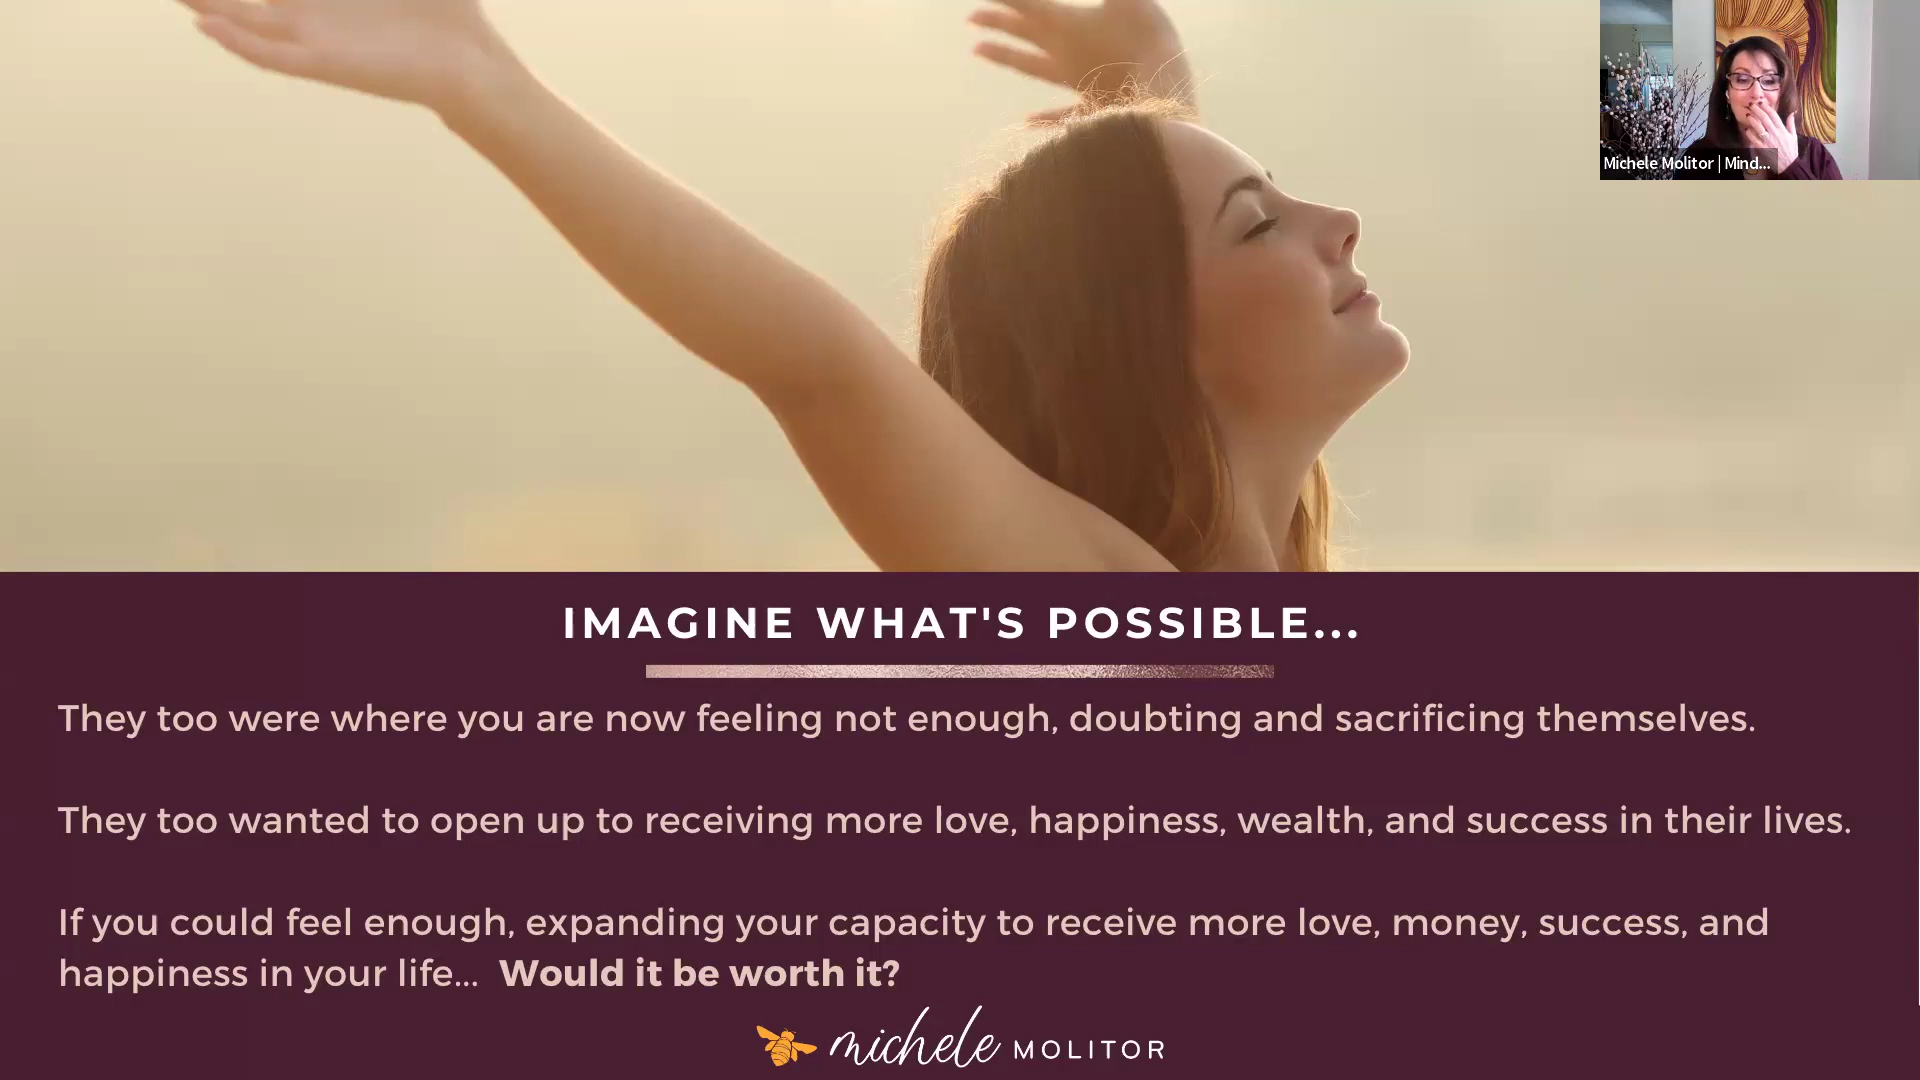 Michele Molitor | Mind...
IMAGINE WHAT'S POSSIBLE...
They too were where you are now feeling not enough, doubting and sacrificing themselves.
They too wanted to open up to receiving more love, happiness, wealth, and success in their lives.
If you could feel enough, expanding your capacity to receive more love, money, success, and
happiness in your life... Would it be worth it?
michele MOLITOR